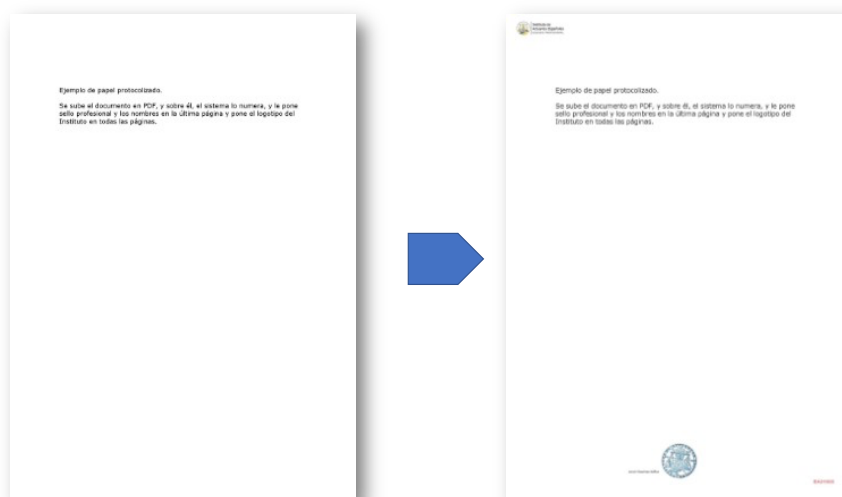 Ejemplo de papel protocolizado.
Se sube el documento en PDF, y sobre él, el sistema lo numera, y le pone
sello profesional y los nombres en la última página y pone el logotipo del
Instituto en todas las páginas.
Ejemplo de papel protocolizado.
Se sube el documento en PDF, y sobre él, el sistema lo numera, y le pone
sello profesional y los nombres en la última página y pone el logotipo del
Instituto en todas las páginas.